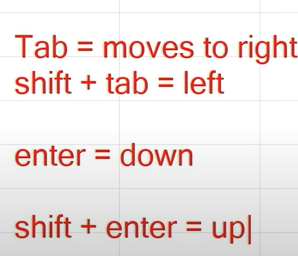 Tab = moves to right
shift + tab = left
enter = down
shift + enter = up